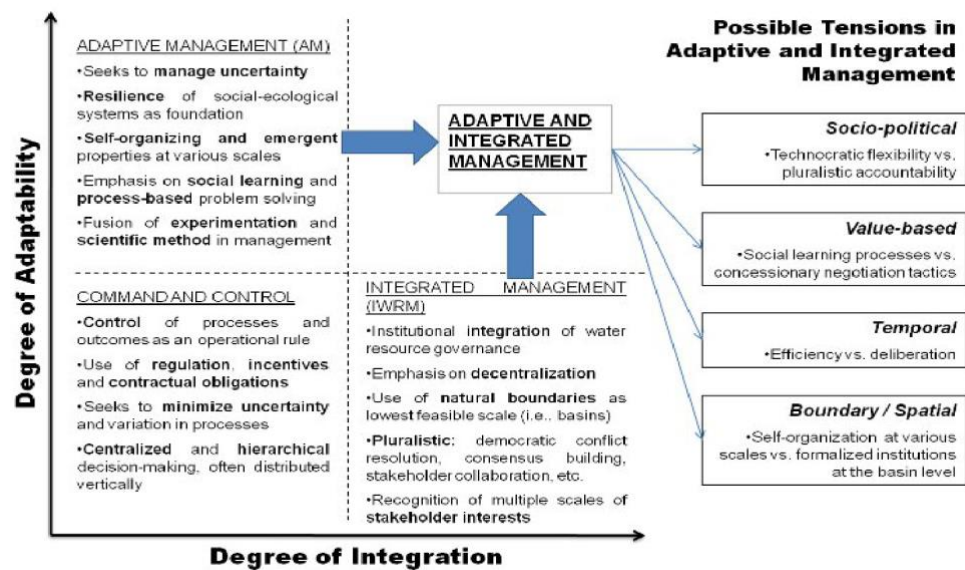 ADAPTIVE MANAGEMENT (AM)
•Seeks to manage uncertainty
•Resilience of social-ecological
systems as foundation
•Self-organizing and emergent
properties at various scales
•Emphasis on social learning and
process-based problem solving
•Fusion of experimentation and
scientific method in management
ADAPTIVE AND
INTEGRATED
MANAGEMENT
Possible Tensions in
Adaptive and Integrated
Management
Socio-political
•Technocratic flexibility vs.
pluralistic accountability
Value-based
•Social learning processes vs.
concessionary negotiation tactics
Temporal
•Efficiency vs. deliberation
Boundary / Spatial
•Self-organization at various
scales vs. formalized institutions
at the basin level
COMMAND AND CONTROL
•Control of processes and
outcomes as an operational rule
•Use of regulation, incentives
and contractual obligations
•Seeks to minimize uncertainty
and variation in processes
•Centralized and hierarchical
decision-making, often distributed
vertically
INTEGRATED MANAGEMENT
(IWRM)
•Institutional integration of water
resource governance
•Emphasis on decentralization
•Use of natural boundaries as
lowest feasible scale (i.e.. basins)
•Pluralistic: democratic conflict
resolution, consensus building,
stakeholder collaboration, etc.
•Recognition of multiple scales of
stakeholder interests
Degree of Adaptability
Degree of Integration